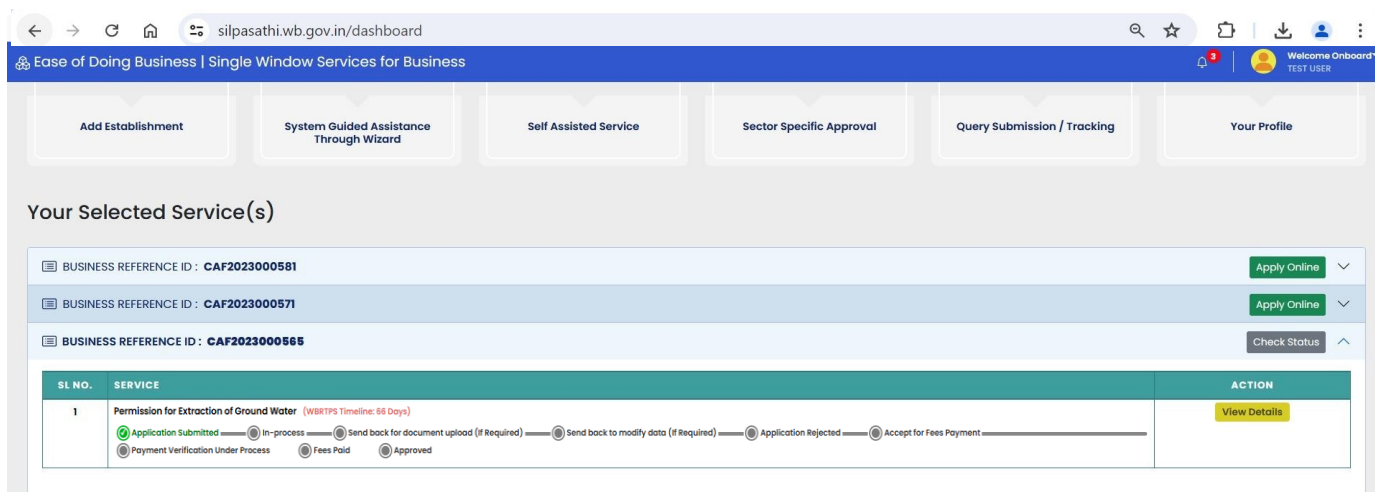 silpasathi.wb.gov.in/dashboard
Ease of Doing Business | Single Window Services for Business
3
Welcome Onboard
TEST USER
Add Establishment
System Guided Assistance
Through Wizard
Self Assisted Service
Sector Specific Approval
Query Submission / Tracking
Your Profile
Your Selected Service(s)
BUSINESS REFERENCE ID : CAF2023000581
Apply Online
BUSINESS REFERENCE ID : CAF2023000571
Apply Online
BUSINESS REFERENCE ID : CAF2023000565
Check Status
SL NO. SERVICE ACTION
1 Permission for Extraction of Ground Water (WBRTPS Timeline: 66 Days) View Details
Application Submitted In-process Send back for document upload (If Required) Send back to modify data (If Required) Application Rejected Accept for Fees Payment
Payment Verification Under Process Fees Paid Approved